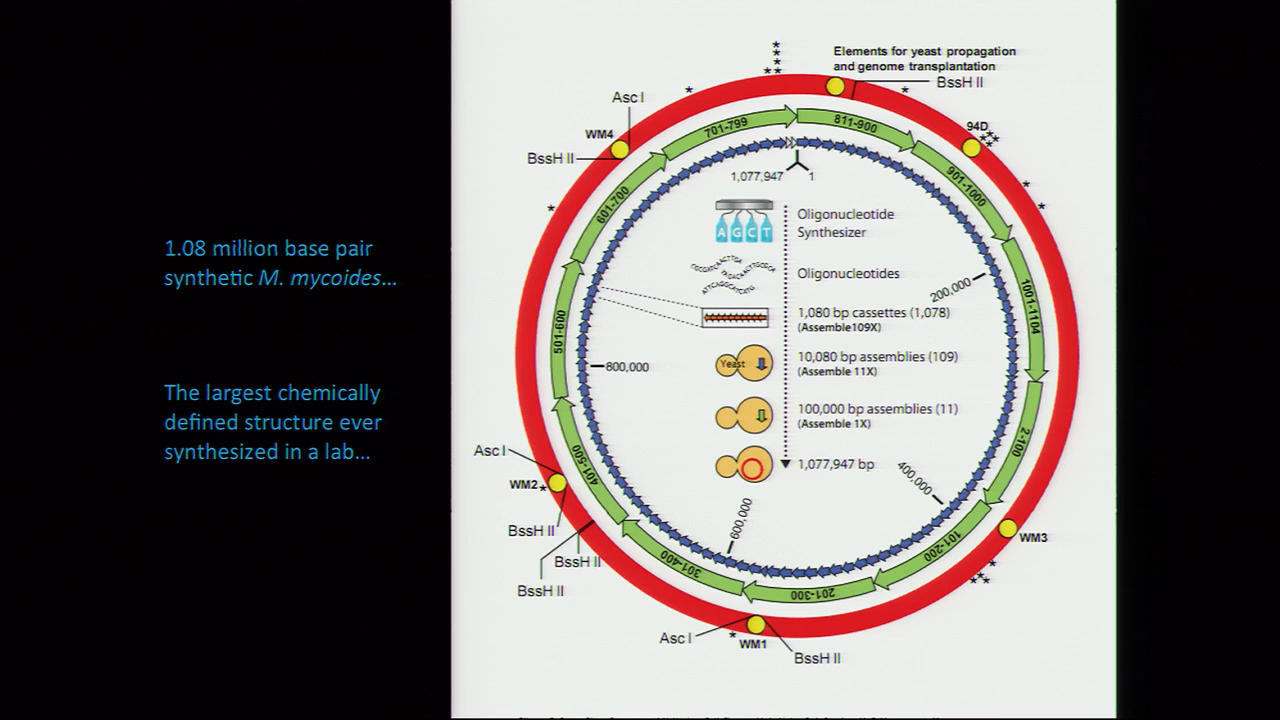 1.08 million base pair
synthetic M. mycoides...
The largest chemically
defined structure ever
synthesized in a lab...
Elements for yeast propagation
and genome transplantation
BssH II
Asc I
WM4
BssH II
94D
701-799
811-900
901-1000
601-700
1,077,947
1
A G C T
Oligonucleotide
Synthesizer
Oligonucleotides
200,000
1001-1104
1,080 bp cassettes (1,078)
(Assemble109X)
501-600
800,000
Yeast
10,080 bp assemblies (109)
(Assemble 11X)
100,000 bp assemblies (11)
(Assemble 1X)
2-100
401-500
Asc I
1,077,947 bp
400,000
WM2
600,000
BssH II
WM3
BssH II
101-200
301-400
BssH II
201-300
Asc I
WM1
BssH II